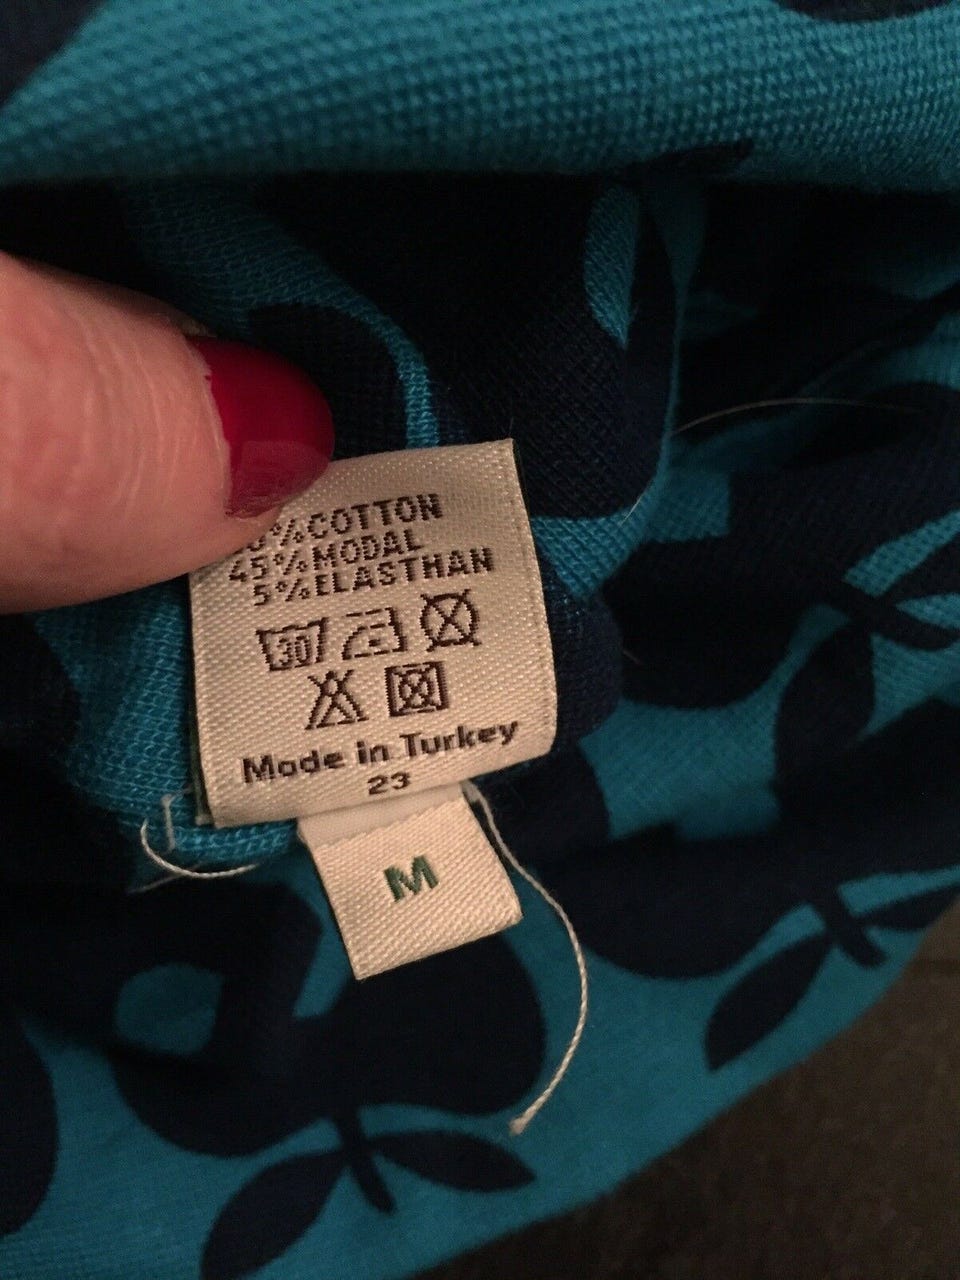 %COTTON
45%MODAL
5%ELASTHAN
30
Made in Turkey
23
M